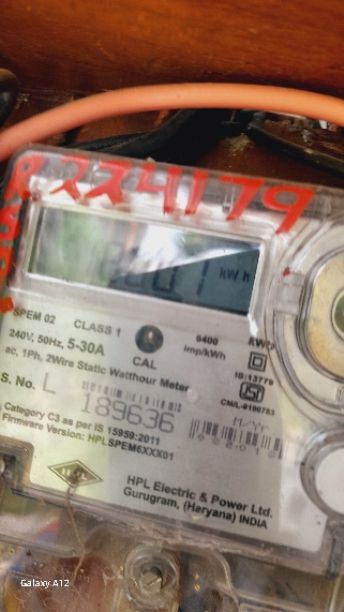 8224179
kWh
SPEM 02 CLASS 1
6400 imp/kWh
240V, 50Hz, 5-30A CAL
ac, 1Ph, 2Wire Static Watthour Meter
IS:13779
S. No. L 189636
M/Yr
Category C3 as per IS 15959:2011
Firmware Version: HPLSPEM6XXX01
HPL Electric & Power Ltd.
Gurugram, (Haryana) INDIA
Galaxy A12